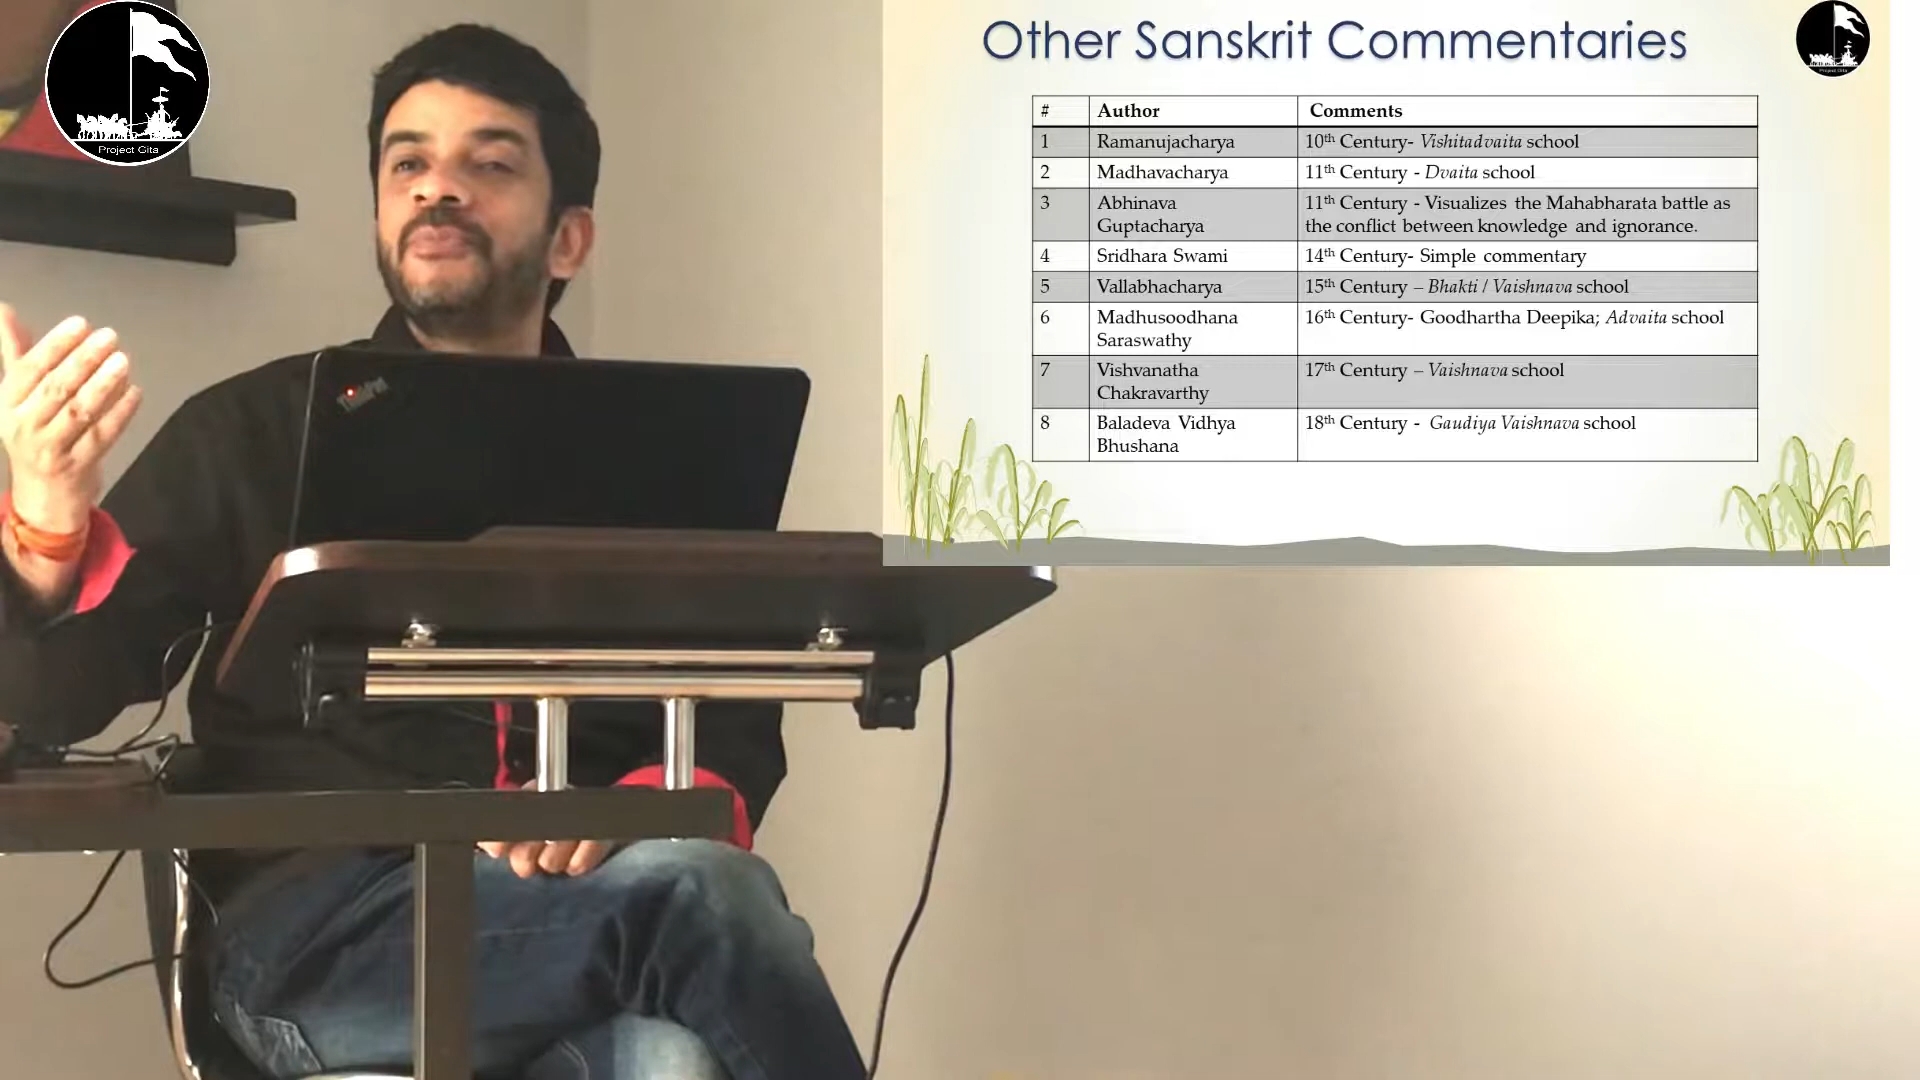 Project Gita
Other Sanskrit Commentaries
Project Gita
# Author Comments
1 Ramanujacharya 10th Century- Vishitadvaita school
2 Madhavacharya 11th Century - Dvaita school
3 Abhinava Guptacharya 11th Century - Visualizes the Mahabharata battle as
the conflict between knowledge and ignorance.
4 Sridhara Swami 14th Century- Simple commentary
5 Vallabhacharya 15th Century – Bhakti / Vaishnava school
6 Madhusoodhana Saraswathy 16th Century- Goodhartha Deepika; Advaita school
7 Vishvanatha Chakravarthy 17th Century – Vaishnava school
8 Baladeva Vidhya Bhushana 18th Century - Gaudiya Vaishnava school
ThinkPad